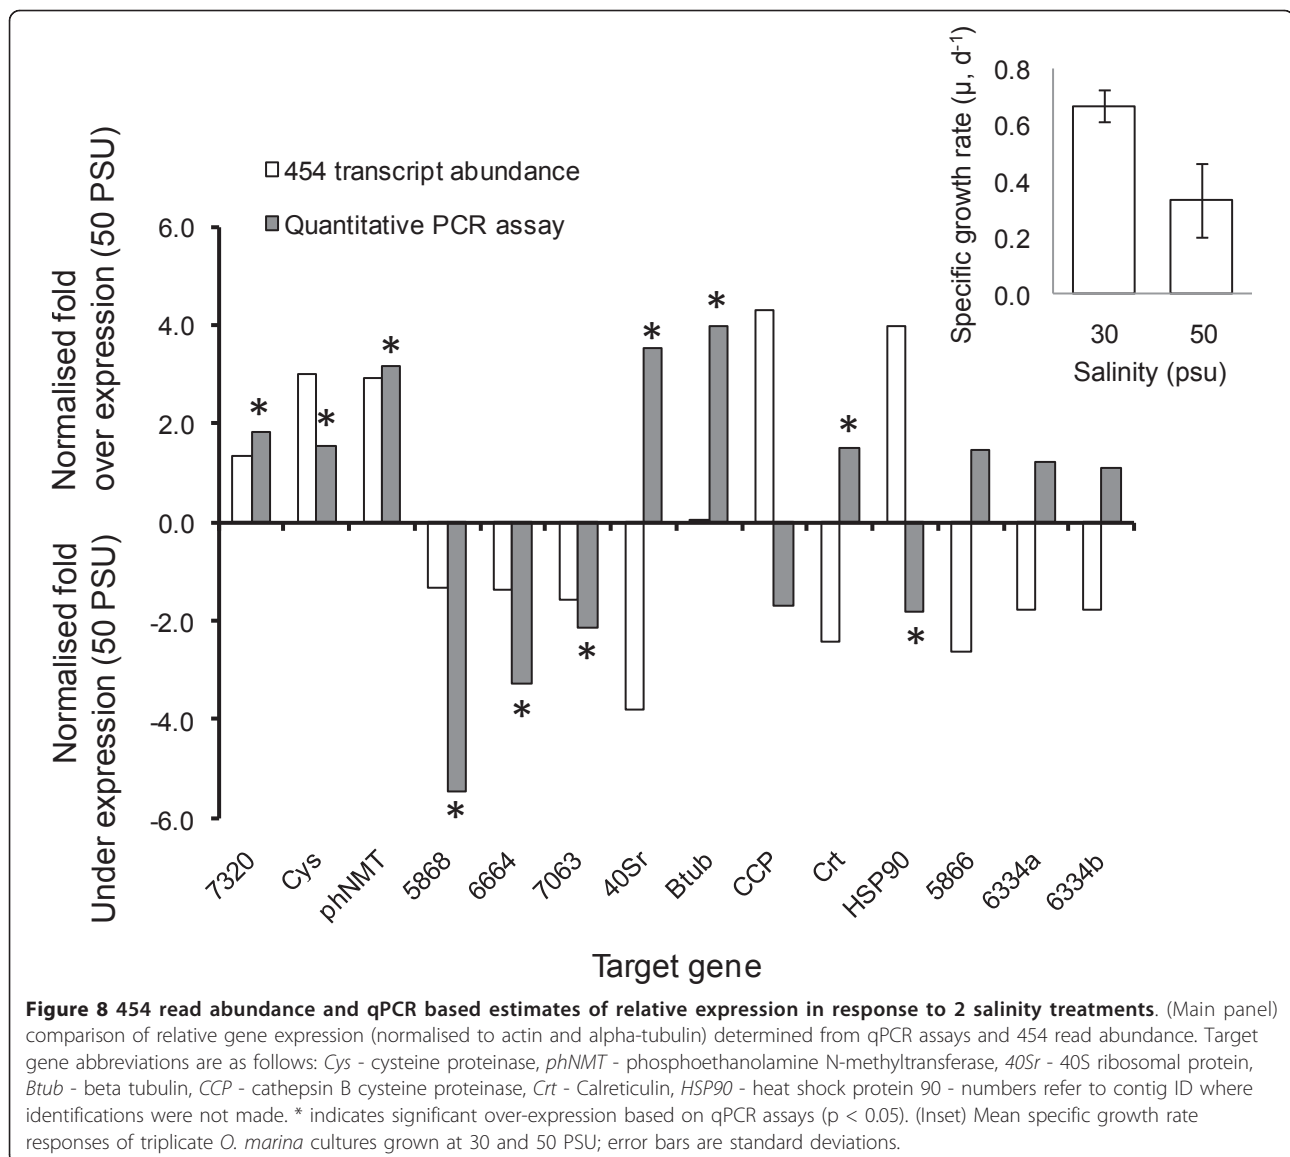 454 transcript abundance
Quantitative PCR assay
Normalised fold
over expression (50 PSU)
Normalised fold
Under expression (50 PSU)
6.0
4.0
2.0
0.0
-2.0
-4.0
-6.0
* * * * * * * * * *
7320 Cys phNMT 5868 6664 7063 40Sr Btub CCP Crt HSP90 5866 6334a 6334b
Target gene
Specific growth rate (µ, d-1)
0.8
0.6
0.4
0.2
0.0
30 50
Salinity (psu)
Figure 8 454 read abundance and qPCR based estimates of relative expression in response to 2 salinity treatments. (Main panel)
comparison of relative gene expression (normalised to actin and alpha-tubulin) determined from qPCR assays and 454 read abundance. Target
gene abbreviations are as follows: Cys - cysteine proteinase, phNMT - phosphoethanolamine N-methyltransferase, 40Sr - 40S ribosomal protein,
Btub - beta tubulin, CCP - cathepsin B cysteine proteinase, Crt - Calreticulin, HSP90 - heat shock protein 90 - numbers refer to contig ID where
identifications were not made. * indicates significant over-expression based on qPCR assays (p < 0.05). (Inset) Mean specific growth rate
responses of triplicate O. marina cultures grown at 30 and 50 PSU; error bars are standard deviations.